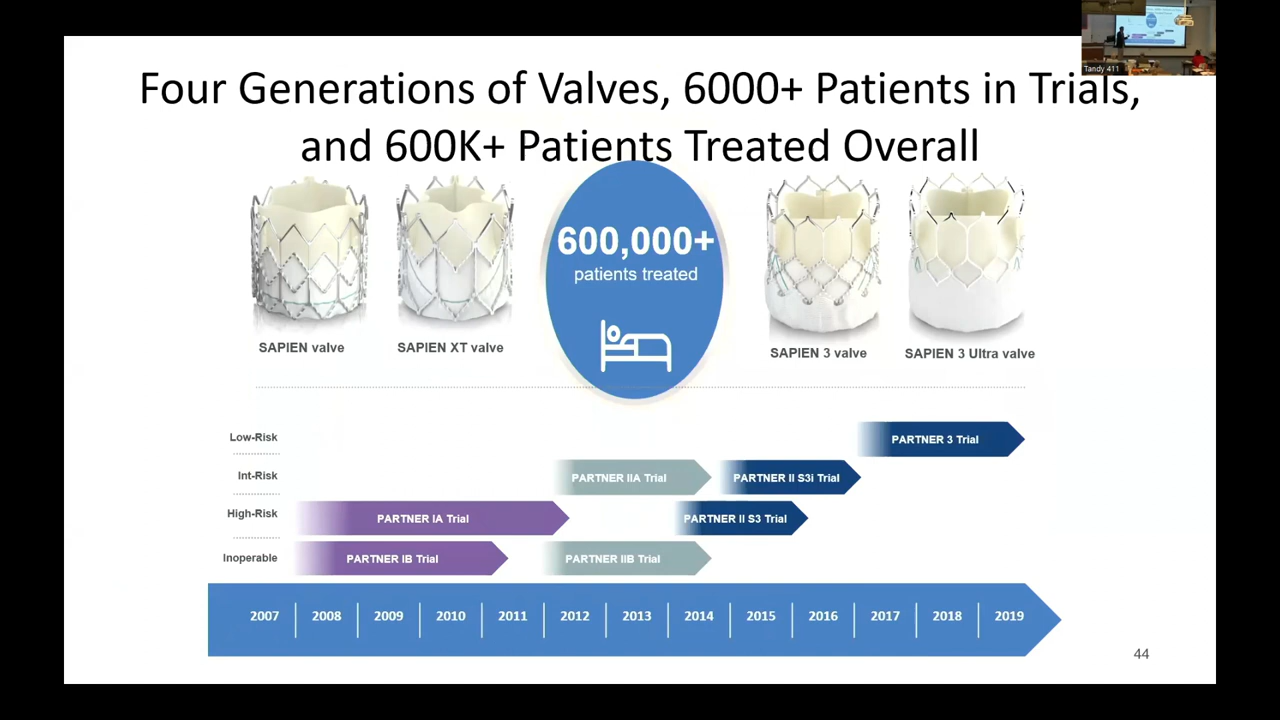 Tandy 411
Four Generations of Valves, 6000+ Patients in Trials,
and 600K+ Patients Treated Overall
600,000+
patients treated
SAPIEN valve
SAPIEN XT valve
SAPIEN 3 valve
SAPIEN 3 Ultra valve
Low-Risk
PARTNER 3 Trial
Int-Risk
PARTNER IIA Trial
PARTNER II S3i Trial
High-Risk
PARTNER IA Trial
PARTNER II S3 Trial
Inoperable
PARTNER IB Trial
PARTNER IIB Trial
2007 2008 2009 2010 2011 2012 2013 2014 2015 2016 2017 2018 2019
44